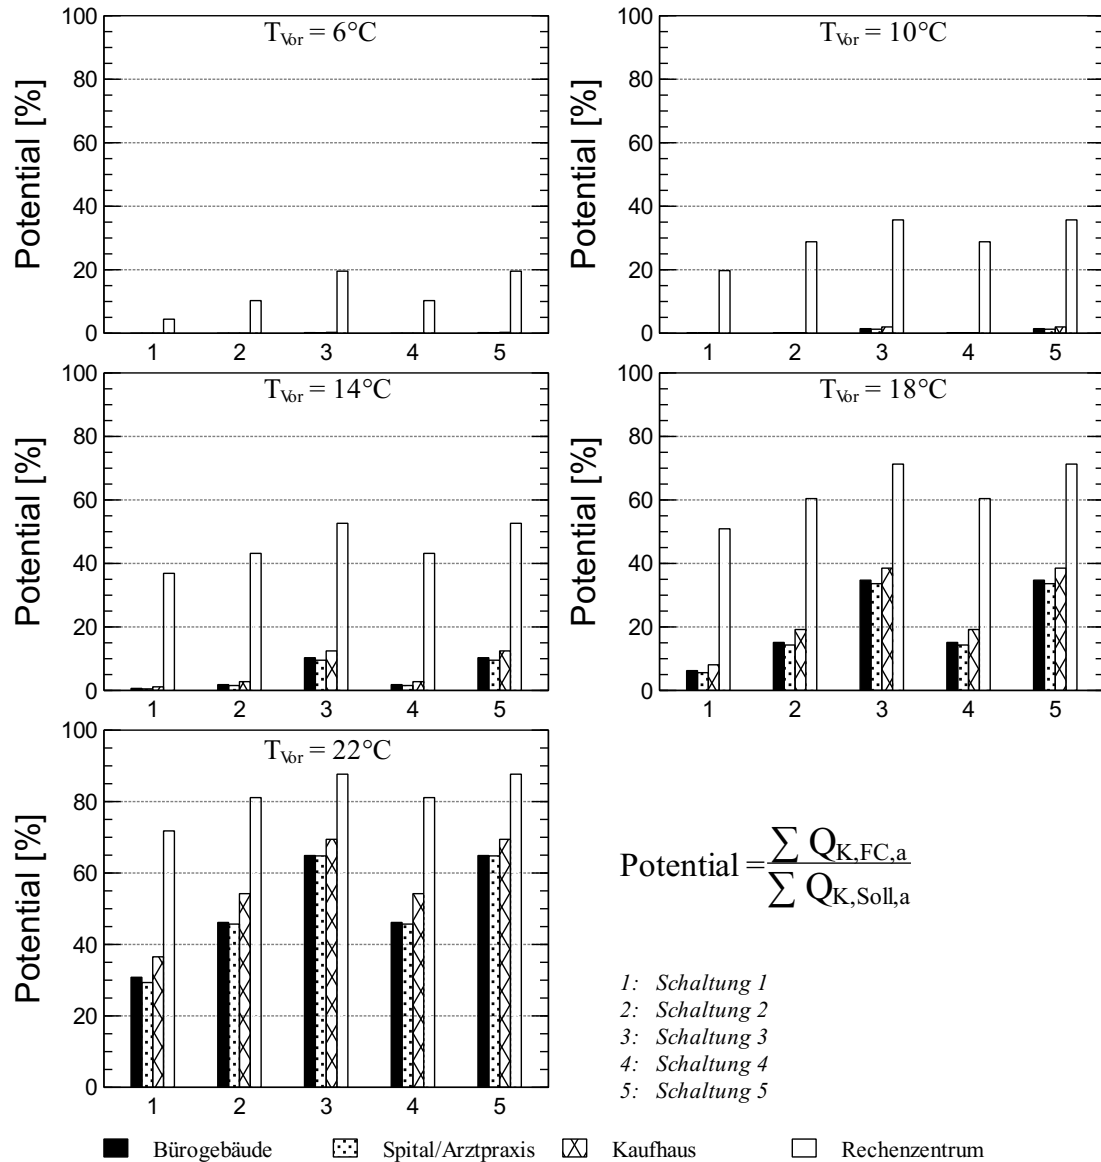 T_Vor = 6°C
Potential [%]
100
80
60
40
20
0
1 2 3 4 5
T_Vor = 10°C
Potential [%]
100
80
60
40
20
0
1 2 3 4 5
T_Vor = 14°C
Potential [%]
100
80
60
40
20
0
1 2 3 4 5
T_Vor = 18°C
Potential [%]
100
80
60
40
20
0
1 2 3 4 5
T_Vor = 22°C
Potential [%]
100
80
60
40
20
0
1 2 3 4 5
Potential = ∑ Q_K,FC,a / ∑ Q_K,Soll,a
1: Schaltung 1
2: Schaltung 2
3: Schaltung 3
4: Schaltung 4
5: Schaltung 5
Bürogebäude Spital/Arztpraxis Kaufhaus Rechenzentrum